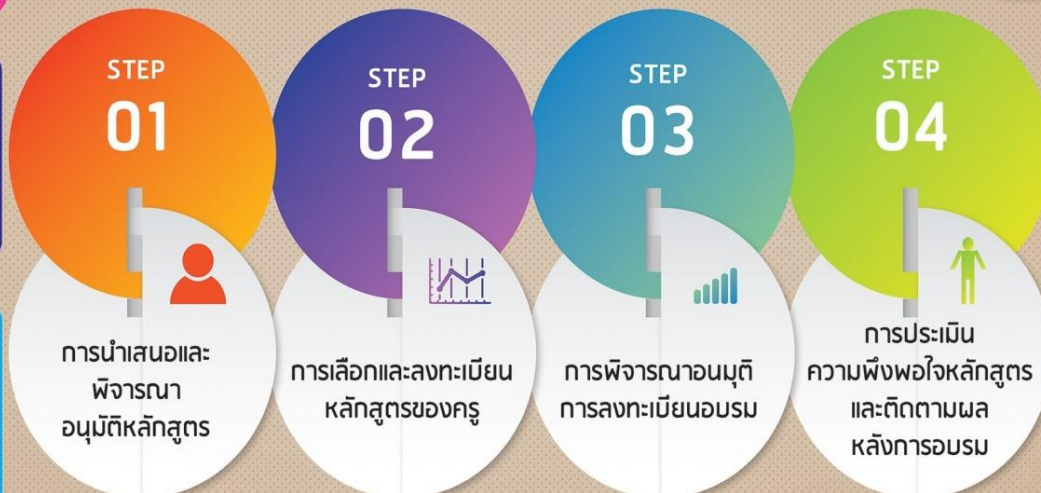 STEP
01
การนำเสนอและ
พิจารณา
อนุมัติหลักสูตร
STEP
02
การเลือกและลงทะเบียน
หลักสูตรของครู
STEP
03
การพิจารณาอนมุติ
การลงทะเบียนอบรม
STEP
04
การประเมิน
ความพึงพอใจหลักสูตร
และติดตามผล
หลังการอบรม